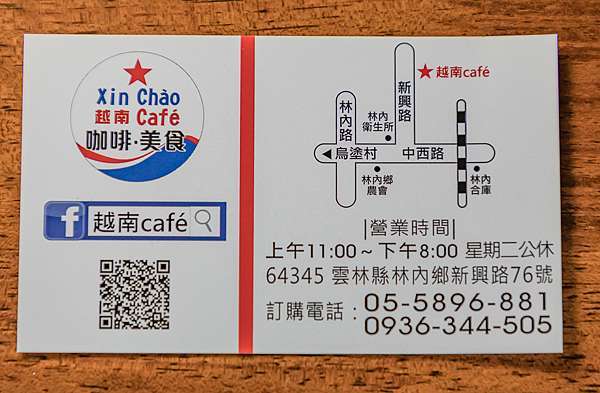 Xin Chào
越南 Café
咖啡·美食
f 越南café
★越南café
新興路
林內路
林內
衛生所
◀烏塗村
中西路
林內鄉
農會
林內
合庫
|營業時間|
上午11:00~下午8:00 星期二公休
64345 雲林縣林內鄉新興路76號
訂購電話：05-5896-881
0936-344-505